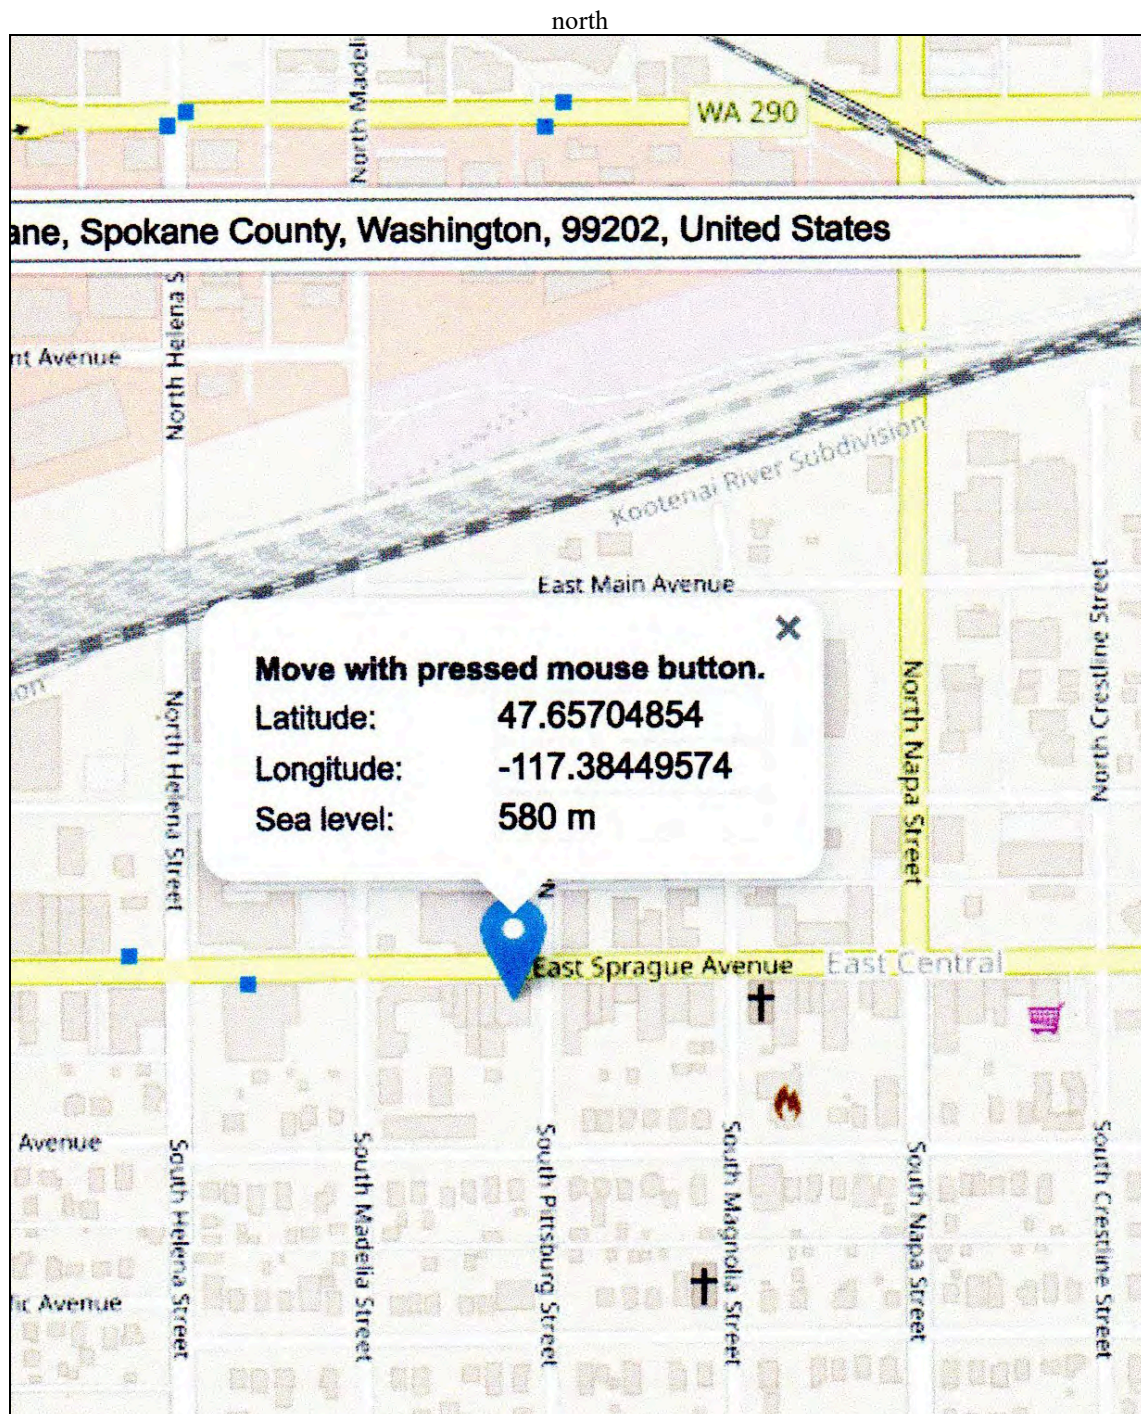 north
North Madeli
WA 290
ane, Spokane County, Washington, 99202, United States
North Helena S
nt Avenue
Kootenai River Subdivision
East Main Avenue
North Crestline Street
×
Move with pressed mouse button.
Latitude: 47.65704854
Longitude: -117.38449574
Sea level: 580 m
on
North Helena Street
North Napa Street
N
East Sprague Avenue
East Central
Avenue
South Helena Street
South Madelia Street
South Pittsburg Street
South Magnolia Street
South Napa Street
South Crestline Street
fic Avenue